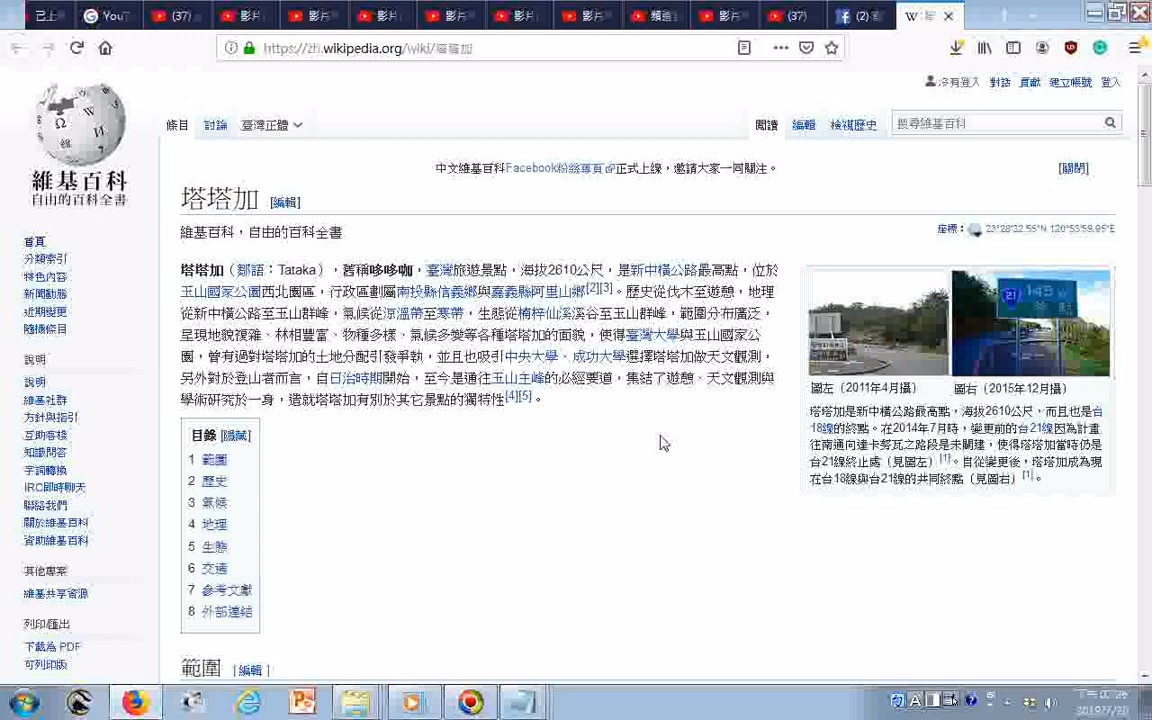 YouT
(37)
影片
影片
影片
影片
影片
影片
影片
(37)
(2)
https://zh.wikipedia.org/wiki/塔塔加
沒有登入 對話 貢獻 建立帳號 登入
條目 討論 臺灣正體
閱讀 編輯 檢視歷史
搜尋維基百科
維基百科
自由的百科全書
中文維基百科Facebook粉絲專頁正式上線，邀請大家一同關注。
[關閉]
塔塔加 [編輯]
維基百科，自由的百科全書
座標：
塔塔加（鄒語：Tataka），舊稱哆哆咖，臺灣旅遊景點，海拔2610公尺，是新中橫公路最高點，位於
玉山國家公園西北園區，行政區劃屬南投縣信義鄉與嘉義縣阿里山鄉[2][3]。歷史從伐木至遊憩，地理
從新中橫公路至玉山群峰，氣候從涼溫帶至寒帶，生態從楠梓仙溪溪谷至玉山群峰，範圍分布廣泛，
呈現地貌複雜、林相豐富、物種多樣、氣候多變等各種塔塔加的面貌，使得臺灣大學與玉山國家公
園，曾有過對塔塔加的土地分配引發爭執，並且也吸引中央大學、成功大學選擇塔塔加做天文觀測，
另外對於登山者而言，自日治時期開始，至今是通往玉山主峰的必經要道，集結了遊憩、天文觀測與
學術研究於一身，造就塔塔加有別於其它景點的獨特性[4][5]。
21
圖左（2011年4月攝） 圖右（2015年12月攝）
塔塔加是新中橫公路最高點，海拔2610公尺，而且也是台
18線的終點。在2014年7月時，變更前的台21線因為計畫
往南通向達卡努瓦之路段是未闢建，使得塔塔加當時仍是
台21線終止處（見圖左）[1]。自從變更後，塔塔加成為現
在台18線與台21線的共同終點（見圖右）[1]。
目錄 [隱藏]
1 範圍
2 歷史
3 氣候
4 地理
5 生態
6 交通
7 參考文獻
8 外部連結
範圍 [編輯]
首頁
分類索引
特色內容
新聞動態
近期變更
隨機條目
說明
說明
維基社群
方針與指引
互助客棧
知識問答
字詞轉換
IRC即時聊天
聯絡我們
關於維基百科
資助維基百科
其他專案
維基共享資源
列印/匯出
下載為 PDF
可列印版